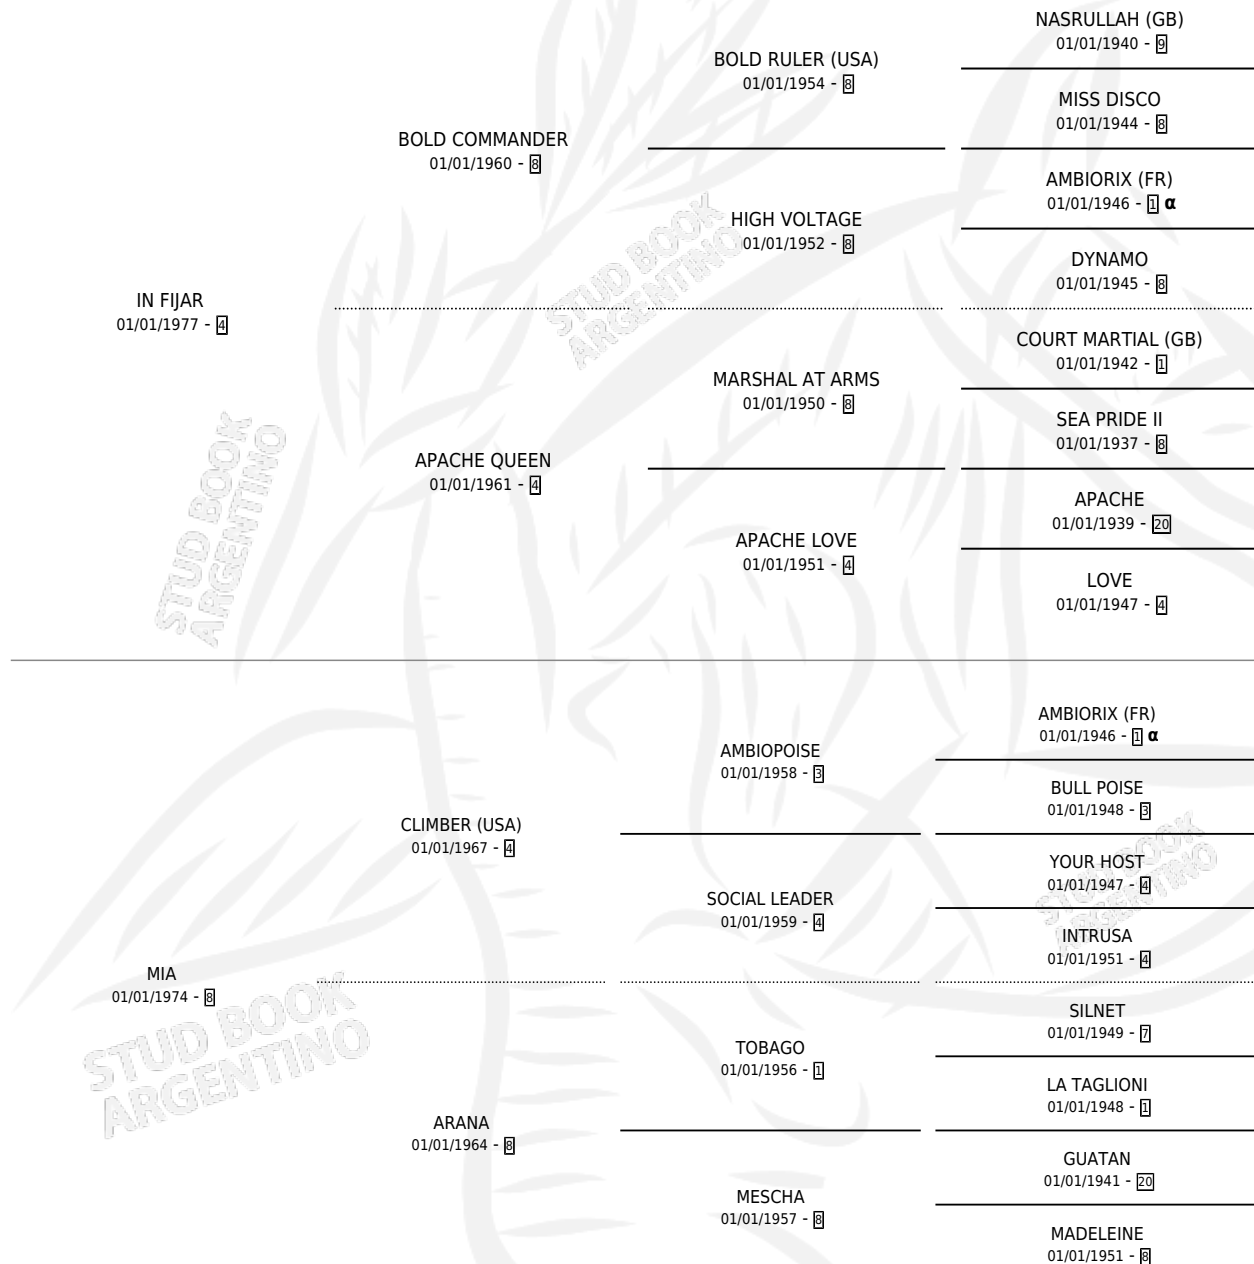 NASRULLAH (GB)
01/01/1940 - 9
BOLD RULER (USA)
01/01/1954 - 8
MISS DISCO
01/01/1944 - 8
BOLD COMMANDER
01/01/1960 - 8
AMBIORIX (FR)
01/01/1946 - 1 α
HIGH VOLTAGE
01/01/1952 - 8
DYNAMO
01/01/1945 - 8
IN FIJAR
01/01/1977 - 4
COURT MARTIAL (GB)
01/01/1942 - 1
MARSHAL AT ARMS
01/01/1950 - 8
SEA PRIDE II
01/01/1937 - 8
APACHE QUEEN
01/01/1961 - 4
APACHE
01/01/1939 - 20
APACHE LOVE
01/01/1951 - 4
LOVE
01/01/1947 - 4
AMBIORIX (FR)
01/01/1946 - 1 α
AMBIOPOISE
01/01/1958 - 3
BULL POISE
01/01/1948 - 3
CLIMBER (USA)
01/01/1967 - 4
YOUR HOST
01/01/1947 - 4
SOCIAL LEADER
01/01/1959 - 4
INTRUSA
01/01/1951 - 4
MIA
01/01/1974 - 8
SILNET
01/01/1949 - 7
TOBAGO
01/01/1956 - 1
LA TAGLIONI
01/01/1948 - 1
ARANA
01/01/1964 - 8
GUATAN
01/01/1941 - 20
MESCHA
01/01/1957 - 8
MADELEINE
01/01/1951 - 8
STUD BOOK
ARGENTINO
STUD BOOK
ARGENTINO
STUD BOOK
ARGENTINO
STUD BOOK
ARGENTINO